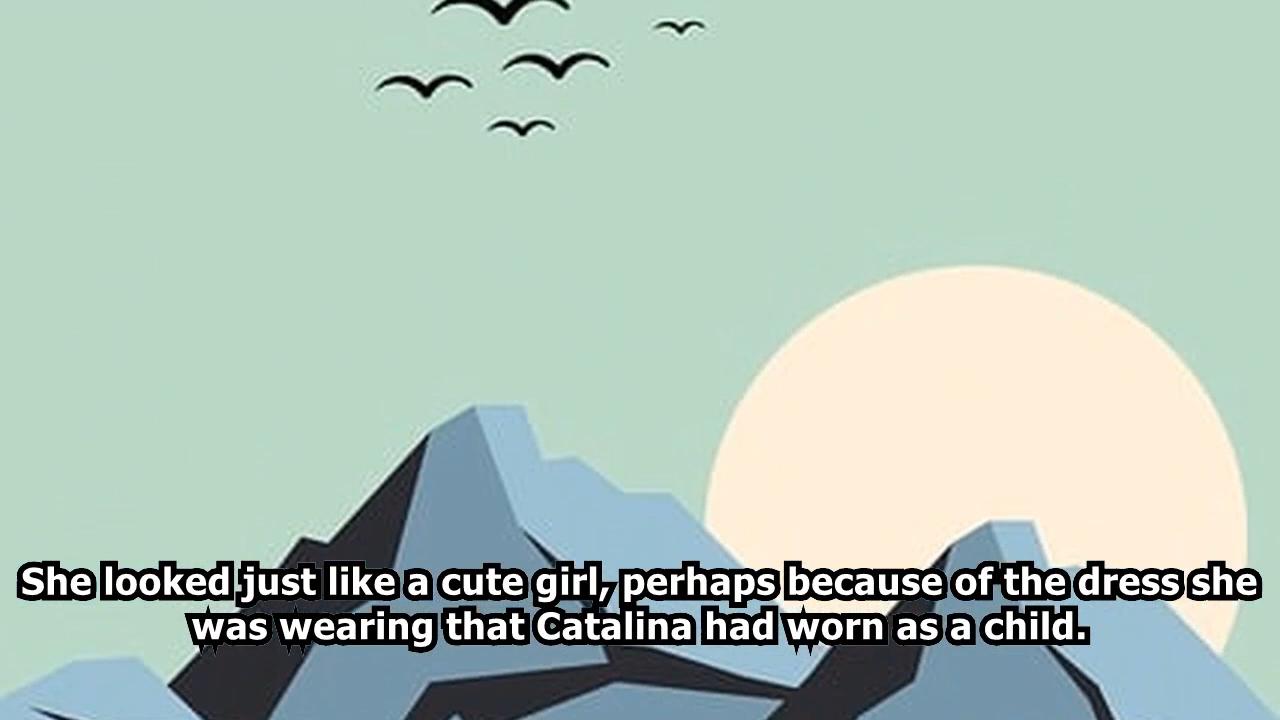 She looked just like a cute girl, perhaps because of the dress she
was wearing that Catalina had worn as a child.